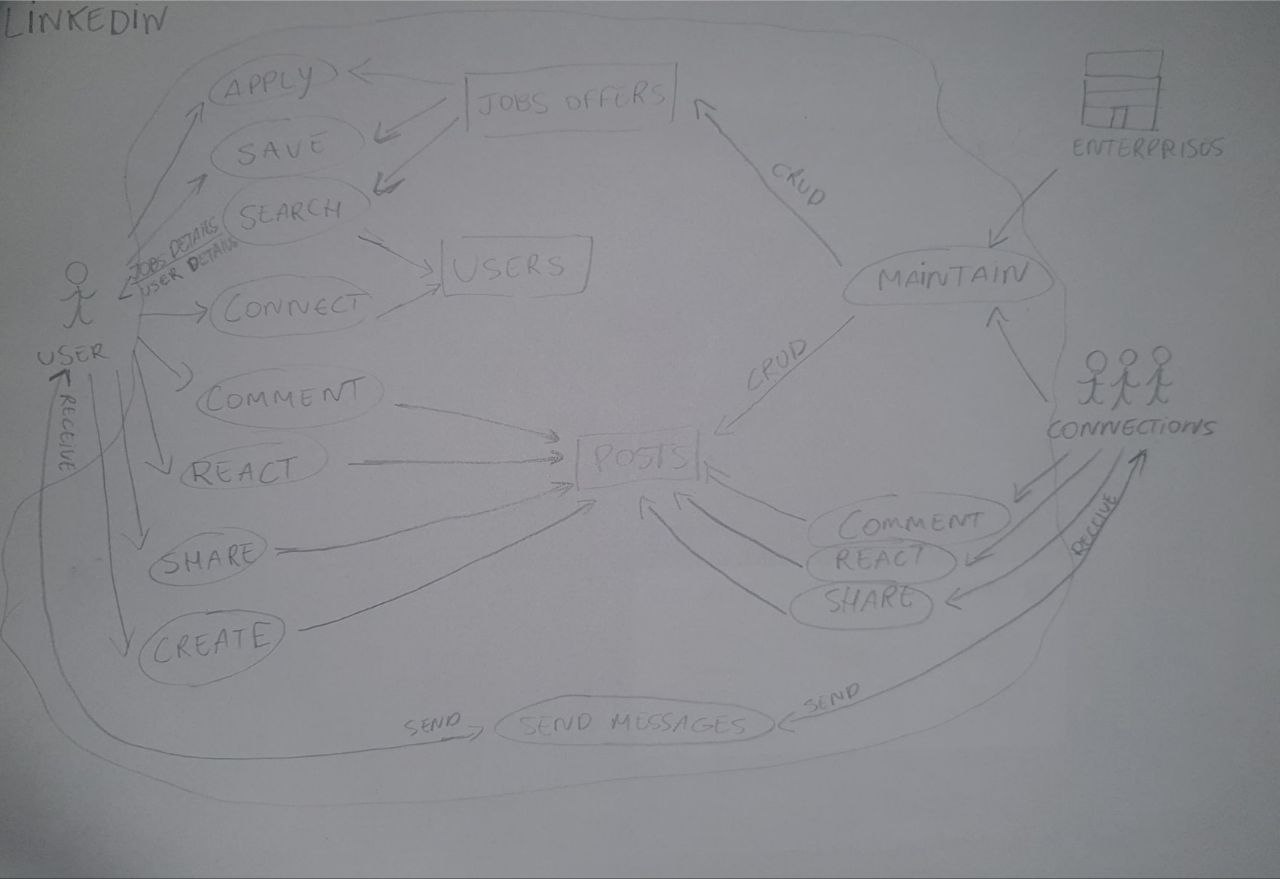 LINKEDIN
APPLY
JOBS OFFERS
SAVE
ENTERPRISES
CRUD
SEARCH
JOBS DETAILS
USER DETAILS
USERS
MAINTAIN
CONNECT
USER
CRUD
COMMENT
RECEIVE
CONNECTIONS
REACT
POSTS
COMMENT
RECEIVE
SHARE
REACT
SHARE
CREATE
SEND
SEND
SEND MESSAGES